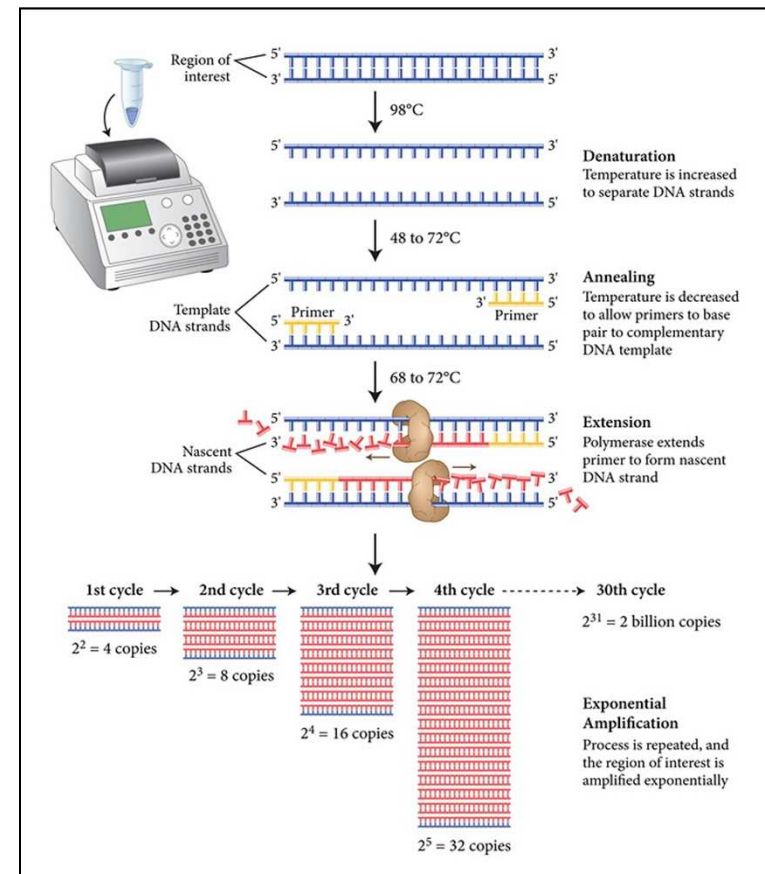 Region of
interest
5'
3'
3'
5'
98°C
5'
3'
3'
5'
Denaturation
Temperature is increased
to separate DNA strands
48 to 72°C
5'
3'
3'
5'
Primer
Template
DNA strands
Primer
5'
3'
3'
5'
Annealing
Temperature is decreased
to allow primers to base
pair to complementary
DNA template
68 to 72°C
5'
3'
3'
5'
Nascent
DNA strands
5'
3'
3'
5'
Extension
Polymerase extends
primer to form nascent
DNA strand
1st cycle
2nd cycle
3rd cycle
4th cycle
30th cycle
2² = 4 copies
2³ = 8 copies
2⁴ = 16 copies
2⁵ = 32 copies
2³¹ = 2 billion copies
Exponential
Amplification
Process is repeated, and
the region of interest is
amplified exponentially